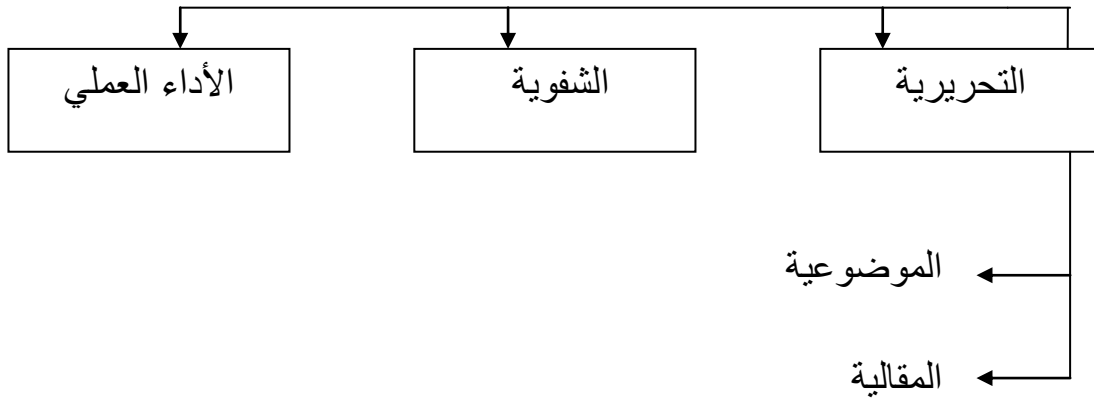 التحريرية
الشفوية
الأداء العملي
الموضوعية
المقالية